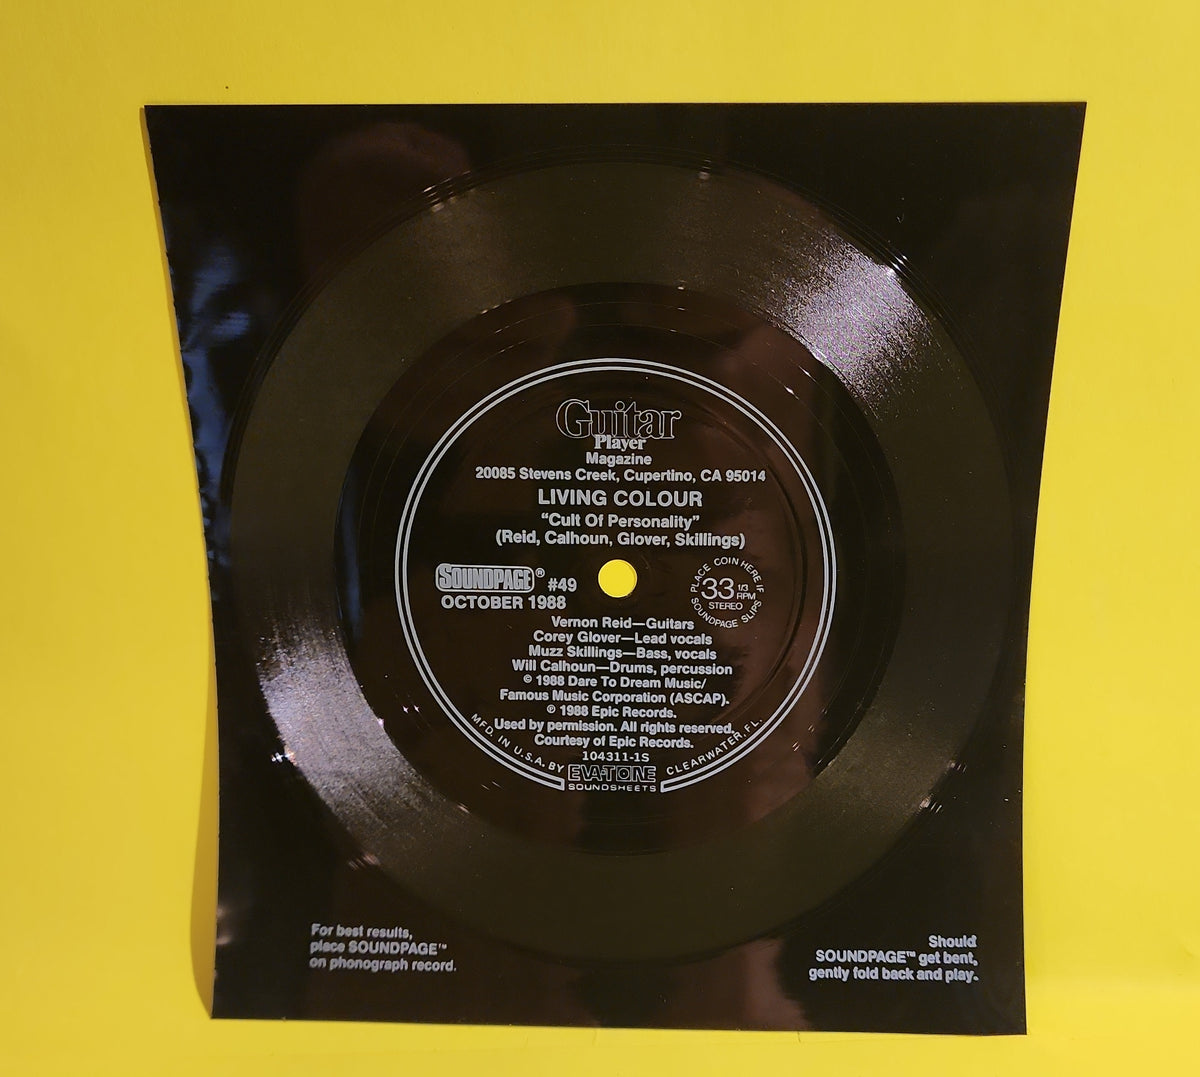 Guitar
Player
Magazine
20085 Stevens Creek, Cupertino, CA 95014
LIVING COLOUR
“Cult Of Personality”
(Reid, Calhoun, Glover, Skillings)
SOUNDPAGE® #49
OCTOBER 1988
PLACE COIN HERE IF
SOUNDPAGE SLIPS
33 1/3
RPM
STEREO
Vernon Reid—Guitars
Corey Glover—Lead vocals
Muzz Skillings—Bass, vocals
Will Calhoun—Drums, percussion
© 1988 Dare To Dream Music/
Famous Music Corporation (ASCAP).
℗ 1988 Epic Records.
Used by permission. All rights reserved.
Courtesy of Epic Records.
104311-1S
MFD. IN U.S.A. BY
EVA-TONE
SOUNDSHEETS
CLEARWATER, FL.
For best results,
place SOUNDPAGE™
on phonograph record.
Should
SOUNDPAGE™ get bent,
gently fold back and play.